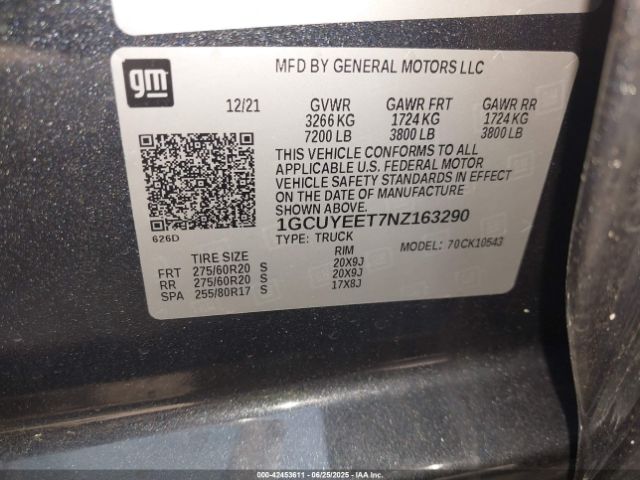 gm
MFD BY GENERAL MOTORS LLC
12/21 GVWR GAWR FRT GAWR RR
3266 KG 1724 KG 1724 KG
7200 LB 3800 LB 3800 LB
THIS VEHICLE CONFORMS TO ALL
APPLICABLE U.S. FEDERAL MOTOR
VEHICLE SAFETY STANDARDS IN EFFECT
ON THE DATE OF MANUFACTURE
SHOWN ABOVE.
1GCUYEET7NZ163290
626D
TYPE: TRUCK MODEL: 70CK10543
TIRE SIZE RIM
FRT 275/60R20 S 20X9J
RR 275/60R20 S 20X9J
SPA 255/80R17 S 17X8J
000-42453611 - 06/25/2025 - IAAI